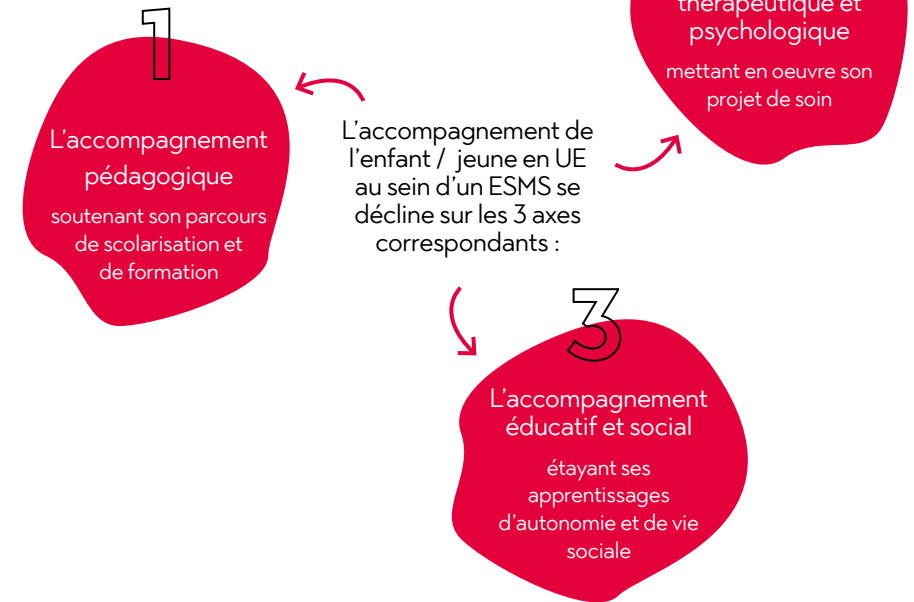 1
L'accompagnement
pédagogique
soutenant son parcours
de scolarisation et
de formation
L'accompagnement de
l'enfant / jeune en UE
au sein d'un ESMS se
décline sur les 3 axes
correspondants :
thérapeutique et
psychologique
mettant en oeuvre son
projet de soin
3
L'accompagnement
éducatif et social
étayant ses
apprentissages
d'autonomie et de vie
sociale